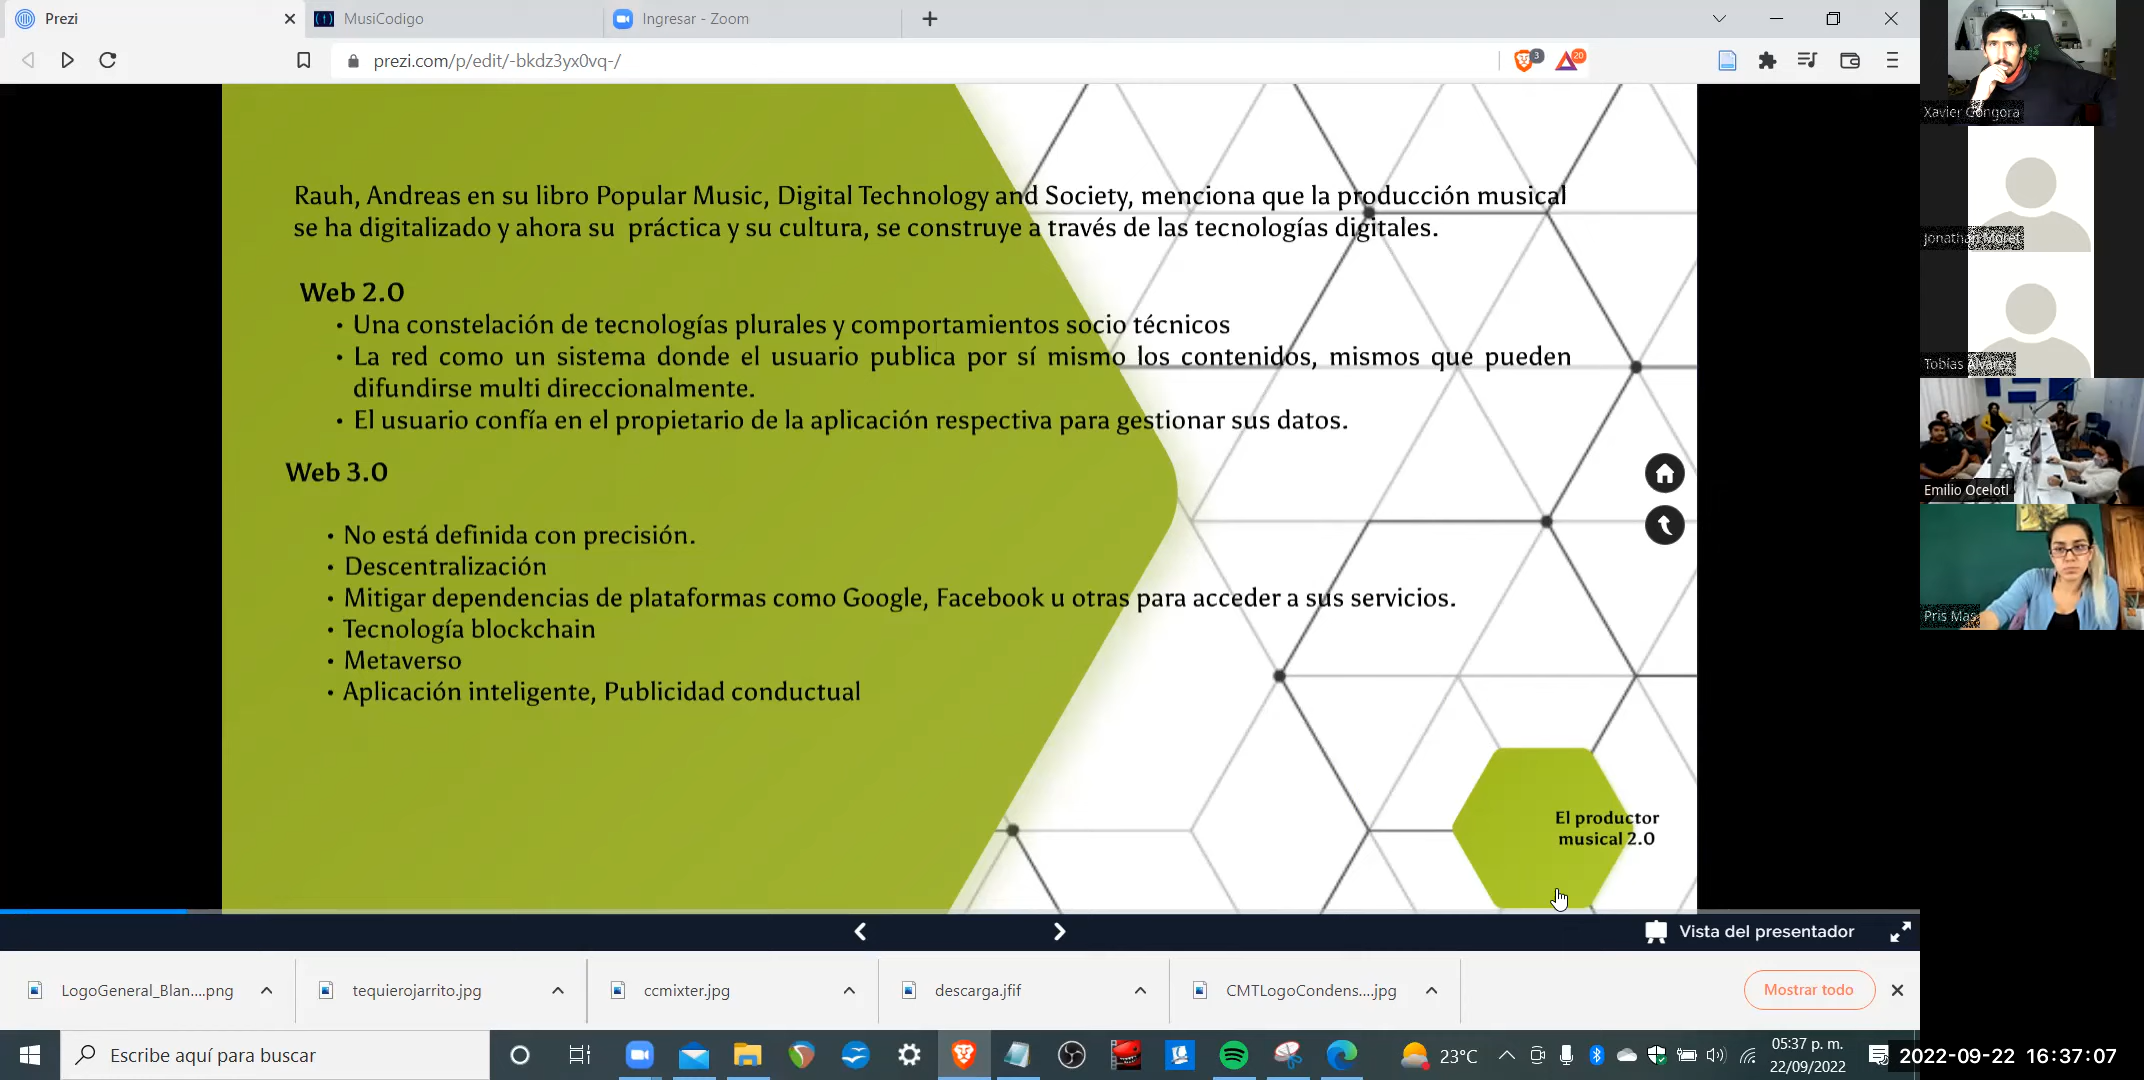 Prezi
MusiCodigo
Ingresar - Zoom
prezi.com/p/edit/-bkdz3yx0vq-/
3
20
Rauh, Andreas en su libro Popular Music, Digital Technology and Society, menciona que la producción musical
se ha digitalizado y ahora su práctica y su cultura, se construye a través de las tecnologías digitales.
Web 2.0
• Una constelación de tecnologías plurales y comportamientos socio técnicos
• La red como un sistema donde el usuario publica por sí mismo los contenidos, mismos que pueden
difundirse multi direccionalmente.
• El usuario confía en el propietario de la aplicación respectiva para gestionar sus datos.
Web 3.0
• No está definida con precisión.
• Descentralización
• Mitigar dependencias de plataformas como Google, Facebook u otras para acceder a sus servicios.
• Tecnología blockchain
• Metaverso
• Aplicación inteligente, Publicidad conductual
El productor
musical 2.0
Xavier Góngora
Jonathan Moret
Tobías Álvarez
Emilio Ocelotl
Pris Mas
Vista del presentador
LogoGeneral_Blan....png
tequierojarrito.jpg
ccmixter.jpg
descarga.jfif
CMTLogoCondens....jpg
Mostrar todo
Escribe aquí para buscar
23°C
05:37 p. m.
22/09/2022
2022-09-22 16:37:07